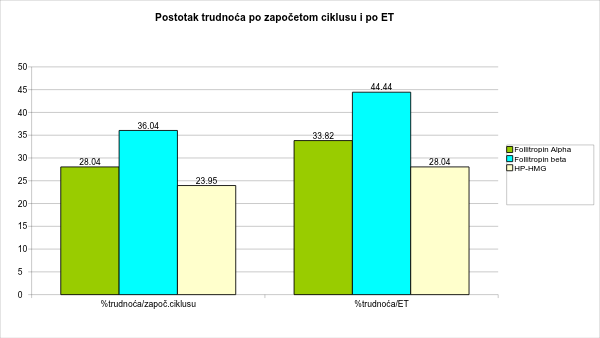 Postotak trudnoća po započetom ciklusu i po ET
50
45
40
35
30
25
20
15
10
5
0
28.04
36.04
23.95
33.82
44.44
28.04
%trudnoća/započ.ciklusu
%trudnoća/ET
Follitropin Alpha
Follitropin beta
HP-HMG